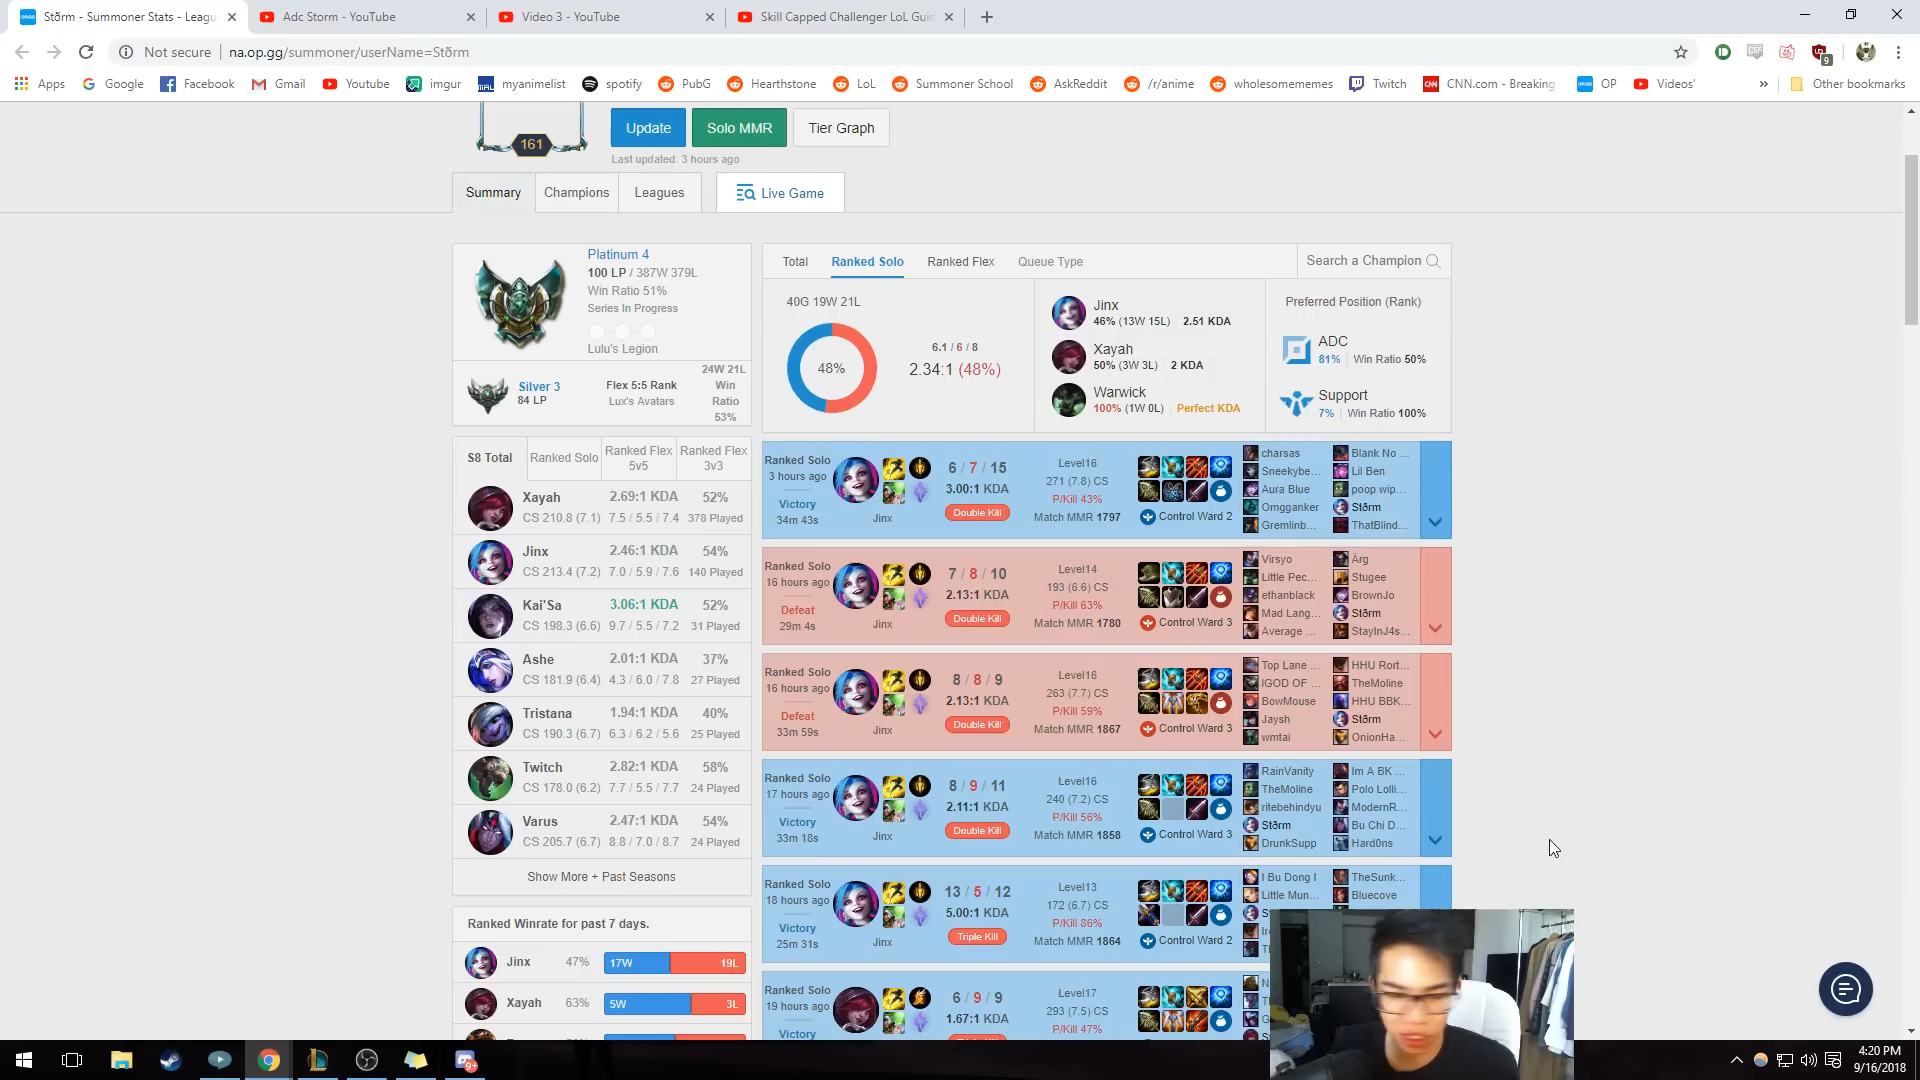 Stðrm - Summoner Stats - Leagu
Adc Storm - YouTube
Video 3 - YouTube
Skill Capped Challenger LoL Gui
Not secure
na.op.gg/summoner/userName=Stðrm
9
Apps
Google
Facebook
Gmail
Youtube
imgur
myanimelist
spotify
PubG
Hearthstone
LoL
Summoner School
AskReddit
/r/anime
wholesomememes
Twitch
CNN.com - Breaking
OP
Videos'
»
Other bookmarks
161
Update
Solo MMR
Tier Graph
Last updated: 3 hours ago
Summary
Champions
Leagues
Live Game
Platinum 4
100 LP / 387W 379L
Win Ratio 51%
Series In Progress
Lulu's Legion
Silver 3
84 LP
Flex 5:5 Rank
Lux's Avatars
24W 21L
Win
Ratio
53%
S8 Total
Ranked Solo
Ranked Flex
5v5
Ranked Flex
3v3
Xayah
CS 210.8 (7.1)
2.69:1 KDA
7.5 / 5.5 / 7.4
52%
378 Played
Jinx
CS 213.4 (7.2)
2.46:1 KDA
7.0 / 5.9 / 7.6
54%
140 Played
Kai'Sa
CS 198.3 (6.6)
3.06:1 KDA
9.7 / 5.5 / 7.2
52%
31 Played
Ashe
CS 181.9 (6.4)
2.01:1 KDA
4.3 / 6.0 / 7.8
37%
27 Played
Tristana
CS 190.3 (6.7)
1.94:1 KDA
6.3 / 6.2 / 5.6
40%
25 Played
Twitch
CS 178.0 (6.2)
2.82:1 KDA
7.7 / 5.5 / 7.7
58%
24 Played
Varus
CS 205.7 (6.7)
2.47:1 KDA
8.8 / 7.0 / 8.7
54%
24 Played
Show More + Past Seasons
Ranked Winrate for past 7 days.
Jinx
47%
17W
19L
Xayah
63%
5W
3L
Total
Ranked Solo
Ranked Flex
Queue Type
Search a Champion
40G 19W 21L
48%
6.1 / 6 / 8
2.34:1 (48%)
Jinx
46% (13W 15L)
2.51 KDA
Xayah
50% (3W 3L)
2 KDA
Warwick
100% (1W 0L)
Perfect KDA
Preferred Position (Rank)
ADC
81%
Win Ratio 50%
Support
7%
Win Ratio 100%
Ranked Solo
3 hours ago
Victory
34m 43s
Jinx
6 / 7 / 15
3.00:1 KDA
Double Kill
Level16
271 (7.8) CS
P/Kill 43%
Match MMR 1797
Control Ward 2
charsas
Sneekybe...
Aura Blue
Omgganker
Gremlinb...
Blank No ...
Lil Ben
poop wip...
Stðrm
ThatBlind...
Ranked Solo
16 hours ago
Defeat
29m 4s
Jinx
7 / 8 / 10
2.13:1 KDA
Double Kill
Level14
193 (6.6) CS
P/Kill 63%
Match MMR 1780
Control Ward 3
Virsyo
Little Pec...
ethanblack
Mad Lang...
Average ...
Ärg
Stugee
BrownJo
Stðrm
StayInJ4s...
Ranked Solo
16 hours ago
Defeat
33m 59s
Jinx
8 / 8 / 9
2.13:1 KDA
Double Kill
Level16
263 (7.7) CS
P/Kill 59%
Match MMR 1867
Control Ward 3
Top Lane ...
IGOD OF ...
BowMouse
Jaysh
wmtai
HHU Rort...
TheMoline
HHU BBK...
Stðrm
OnionHa...
Ranked Solo
17 hours ago
Victory
33m 18s
Jinx
8 / 9 / 11
2.11:1 KDA
Double Kill
Level16
240 (7.2) CS
P/Kill 56%
Match MMR 1858
Control Ward 3
RainVanity
TheMoline
ritebehindyu
Stðrm
DrunkSupp
Im A BK ...
Polo Lolli...
ModernR...
Bu Chi D...
Hard0ns
Ranked Solo
18 hours ago
Victory
25m 31s
Jinx
13 / 5 / 12
5.00:1 KDA
Triple Kill
Level13
172 (6.7) CS
P/Kill 86%
Match MMR 1864
Control Ward 2
I Bu Dong I
Little Mun...
TheSunk...
Bluecove
Ranked Solo
19 hours ago
Victory
6 / 9 / 9
1.67:1 KDA
Level17
293 (7.5) CS
P/Kill 47%
9+
4:20 PM
9/16/2018